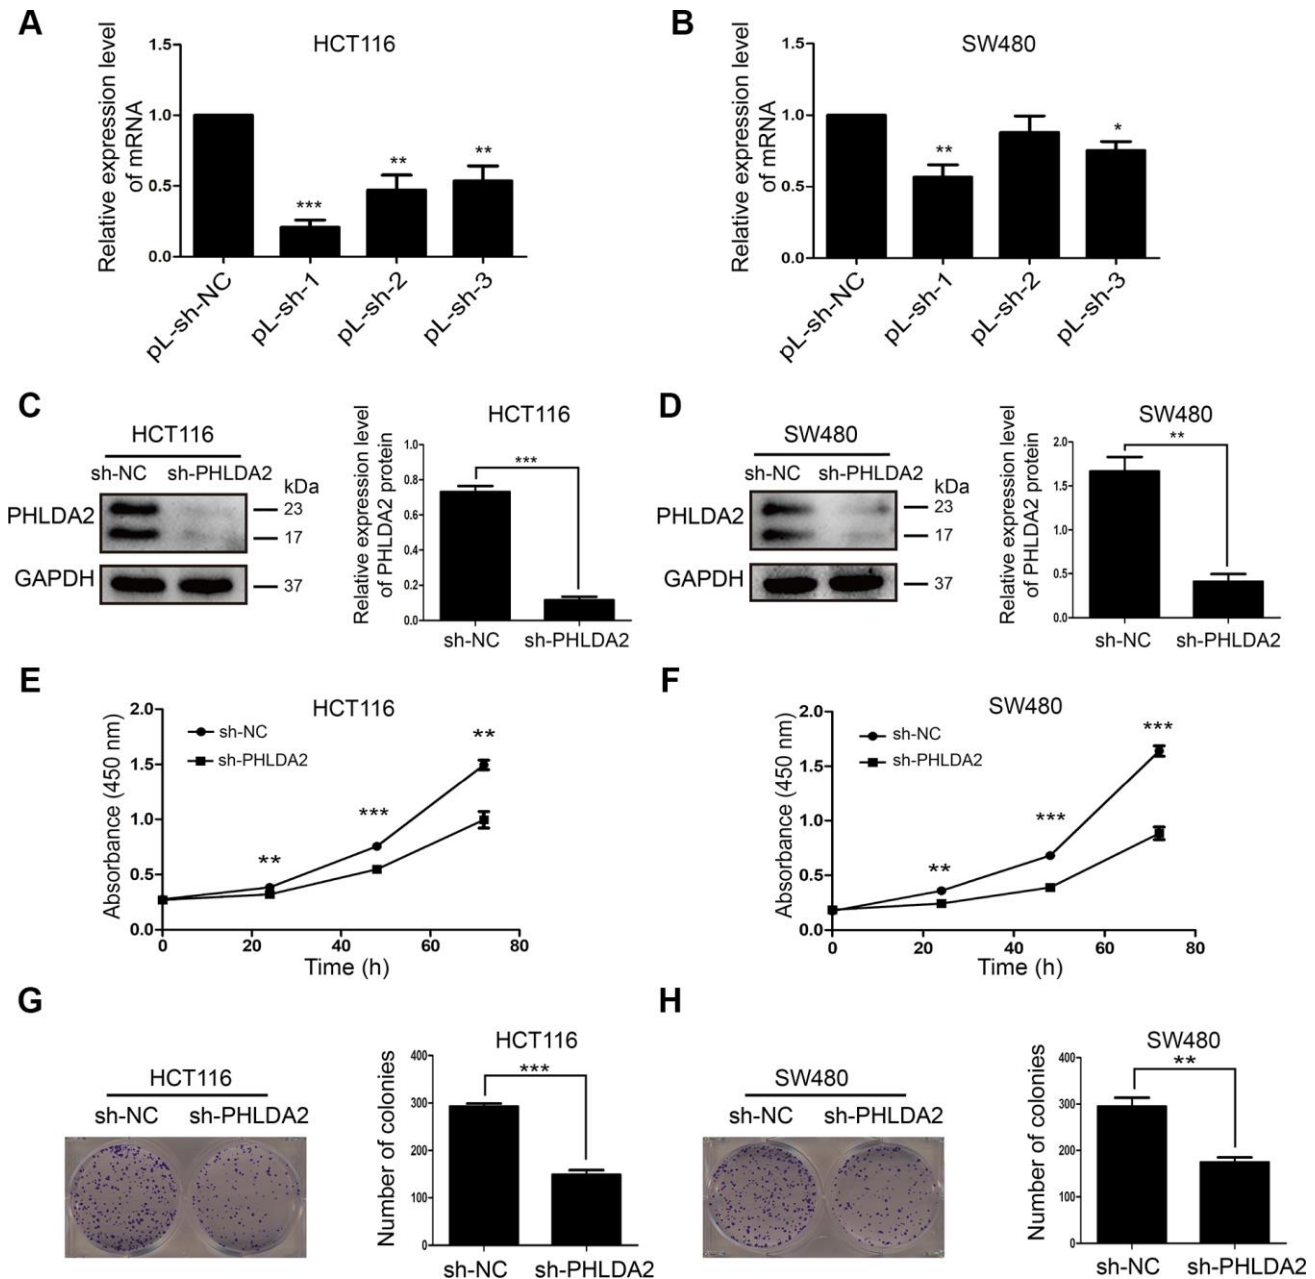 A
HCT116
Relative expression level
of mRNA
1.5
1.0
0.5
0.0
***
**
**
pL-sh-NC
pL-sh-1
pL-sh-2
pL-sh-3
B
SW480
Relative expression level
of mRNA
1.5
1.0
0.5
0.0
**
*
pL-sh-NC
pL-sh-1
pL-sh-2
pL-sh-3
C
HCT116
sh-NC sh-PHLDA2
kDa
PHLDA2
23
17
GAPDH
37
HCT116
Relative expression level
of PHLDA2 protein
1.0
0.8
0.6
0.4
0.2
0.0
***
sh-NC sh-PHLDA2
D
SW480
sh-NC sh-PHLDA2
kDa
PHLDA2
23
17
GAPDH
37
SW480
Relative expression level
of PHLDA2 protein
2.0
1.5
1.0
0.5
0.0
**
sh-NC sh-PHLDA2
E
HCT116
Absorbance (450 nm)
2.0
1.5
1.0
0.5
0.0
sh-NC
sh-PHLDA2
**
***
**
0 20 40 60 80
Time (h)
F
SW480
Absorbance (450 nm)
2.0
1.5
1.0
0.5
0.0
sh-NC
sh-PHLDA2
**
***
***
0 20 40 60 80
Time (h)
G
HCT116
sh-NC sh-PHLDA2
HCT116
Number of colonies
400
300
200
100
0
***
sh-NC sh-PHLDA2
H
SW480
sh-NC sh-PHLDA2
SW480
Number of colonies
400
300
200
100
0
**
sh-NC sh-PHLDA2